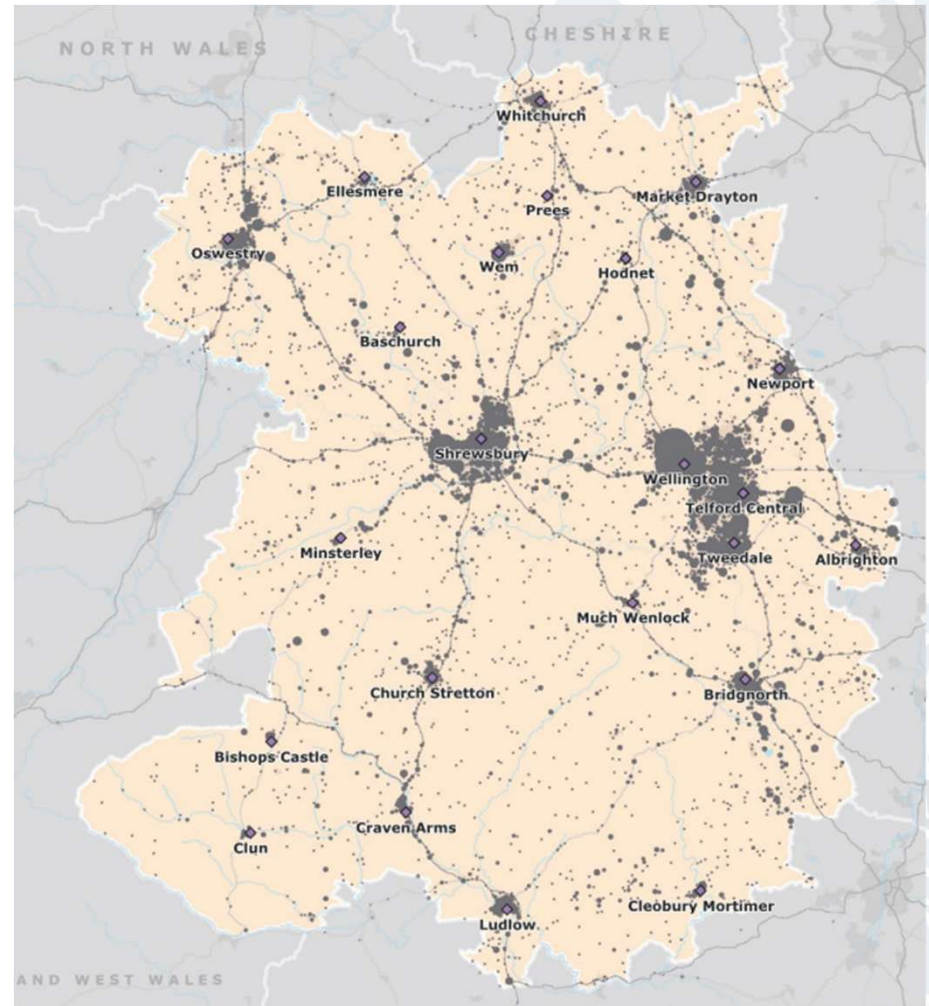 NORTH WALES
CHESHIRE
Whitchurch
Ellesmere
Market Drayton
Prees
Oswestry
Wem
Hodnet
Baschurch
Newport
Shrewsbury
Wellington
Telford Central
Minsterley
Tweedale
Albrighton
Much Wenlock
Church Stretton
Bridgnorth
Bishops Castle
Craven Arms
Clun
Cleobury Mortimer
Ludlow
AND WEST WALES